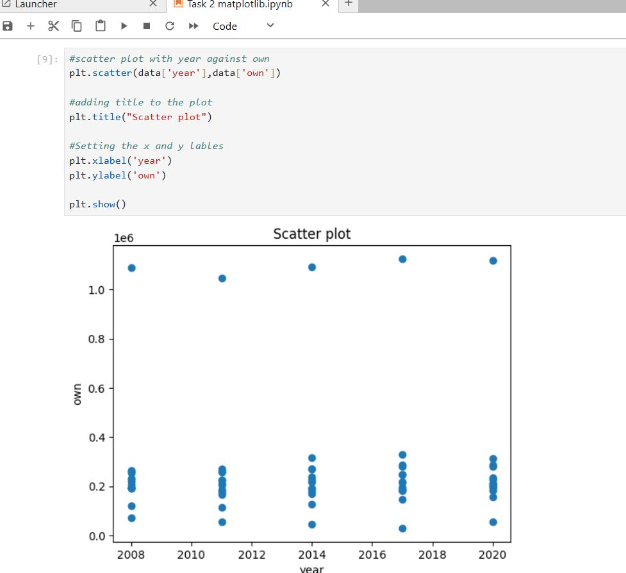 Launcher
Task 2 matplotlib.ipynb
Code
[9]:
#scatter plot with year against own
plt.scatter(data['year'],data['own'])
#adding title to the plot
plt.title("Scatter plot")
#Setting the x and y lables
plt.xlabel('year')
plt.ylabel('own')
plt.show()
Scatter plot
1e6
1.0
0.8
0.6
0.4
0.2
0.0
own
2008 2010 2012 2014 2016 2018 2020
year